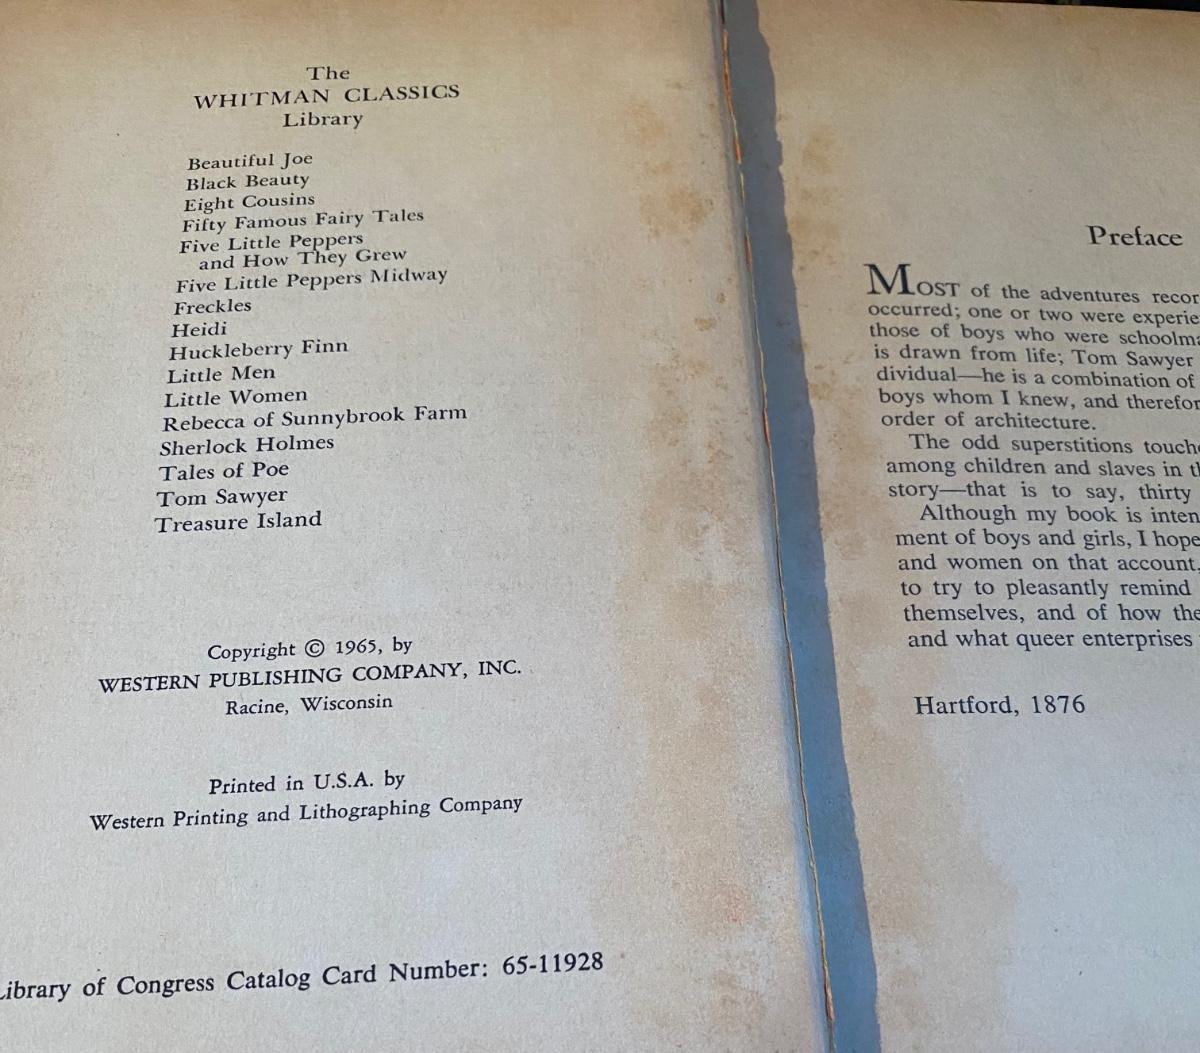 The
WHITMAN CLASSICS
Library
Beautiful Joe
Black Beauty
Eight Cousins
Fifty Famous Fairy Tales
Five Little Peppers
and How They Grew
Five Little Peppers Midway
Freckles
Heidi
Huckleberry Finn
Little Men
Little Women
Rebecca of Sunnybrook Farm
Sherlock Holmes
Tales of Poe
Tom Sawyer
Treasure Island
Copyright © 1965, by
WESTERN PUBLISHING COMPANY, INC.
Racine, Wisconsin
Printed in U.S.A. by
Western Printing and Lithographing Company
Library of Congress Catalog Card Number: 65-11928
Preface
MOST of the adventures
occurred; one or two were
those of boys who were
is drawn from life; Tom Sawyer
dividual—he is a combination of
boys whom I knew, and
order of architecture.
The odd superstitions
among children and slaves in
story—that is to say, thirty
Although my book is
ment of boys and girls, I hope
and women on that account,
to try to pleasantly remind
themselves, and of how
and what queer enterprises
Hartford, 1876